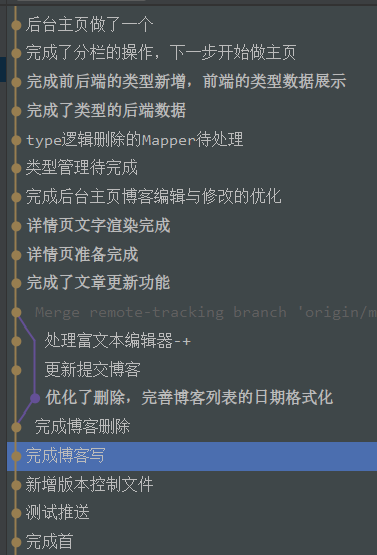 后台主页做了一个
完成了分栏的操作，下一步开始做主页
完成前后端的类型新增，前端的类型数据展示
完成了类型的后端数据
type逻辑删除的Mapper待处理
类型管理待完成
完成后台主页博客编辑与修改的优化
详情页文字渲染完成
详情页准备完成
完成了文章更新功能
Merge remote-tracking branch 'origin/m
处理富文本编辑器-+
更新提交博客
优化了删除，完善博客列表的日期格式化
完成博客删除
完成博客写
新增版本控制文件
测试推送
完成首